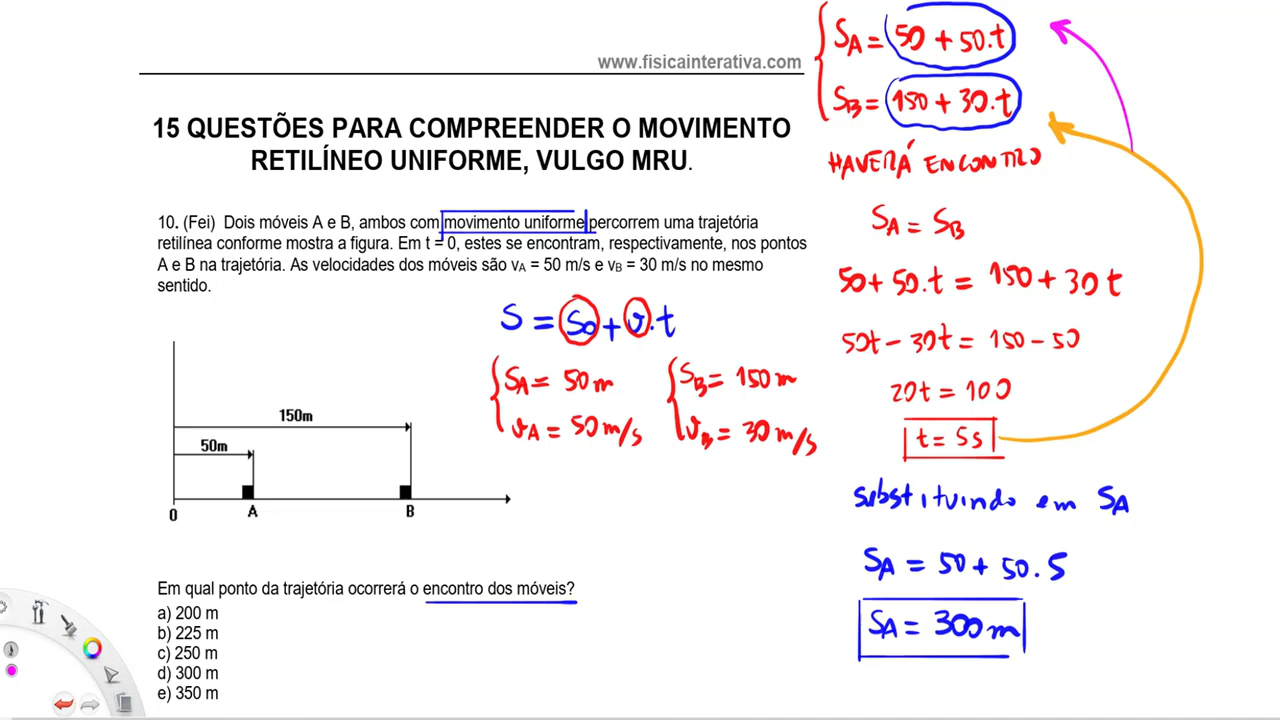 www.fisicainterativa.com
15 QUESTÕES PARA COMPREENDER O MOVIMENTO
RETILÍNEO UNIFORME, VULGO MRU.
10. (Fei) Dois móveis A e B, ambos com movimento uniforme percorrem uma trajetória
retilínea conforme mostra a figura. Em t = 0, estes se encontram, respectivamente, nos pontos
A e B na trajetória. As velocidades dos móveis são vA = 50 m/s e vB = 30 m/s no mesmo
sentido.
S = So + v.t
SA = 50 m
vA = 50 m/s
SB = 150 m
vB = 30 m/s
150m
50m
0 A B
Em qual ponto da trajetória ocorrerá o encontro dos móveis?
a) 200 m
b) 225 m
c) 250 m
d) 300 m
e) 350 m
SA = 50 + 50.t
SB = 150 + 30.t
HAVERÁ ENCONTRO
SA = SB
50 + 50.t = 150 + 30t
50t - 30t = 150 - 50
20t = 100
t = 5s
substituindo em SA
SA = 50 + 50.5
SA = 300 m